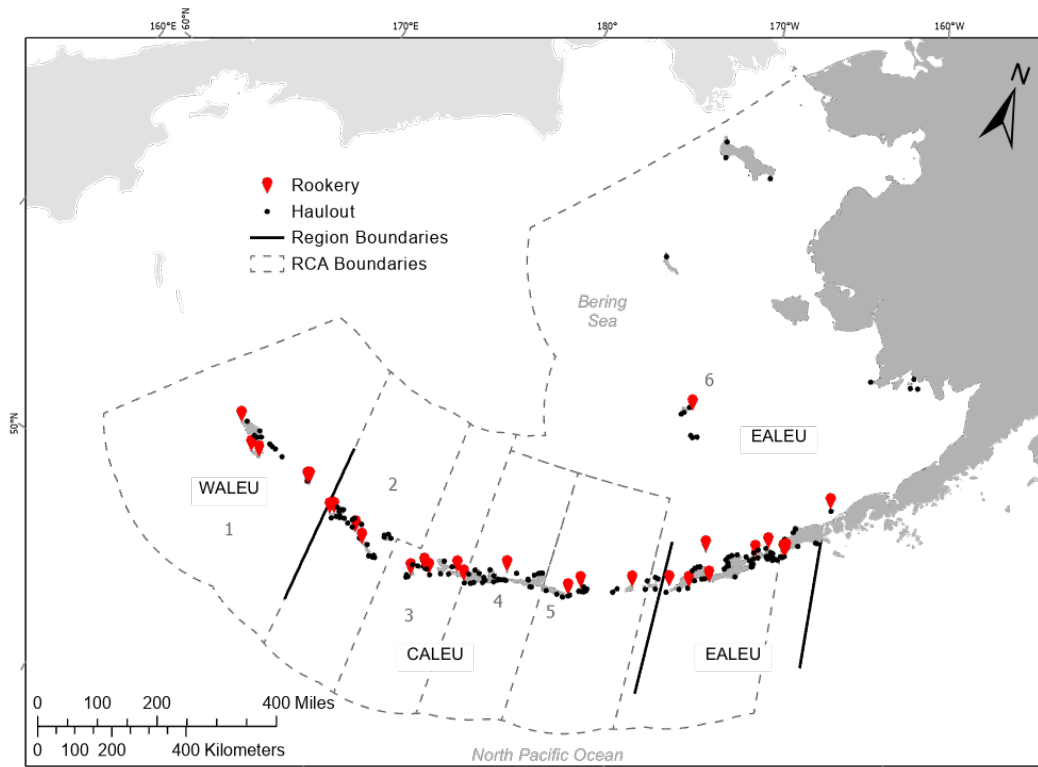 160°E 60°N 170°E 180° 170°W 160°W
N
Rookery
Haulout
Region Boundaries
RCA Boundaries
Bering
Sea
6
50°N
EALEU
WALEU
2
1
4
5
3
CALEU
EALEU
0 100 200 400 Miles
0 100 200 400 Kilometers
North Pacific Ocean